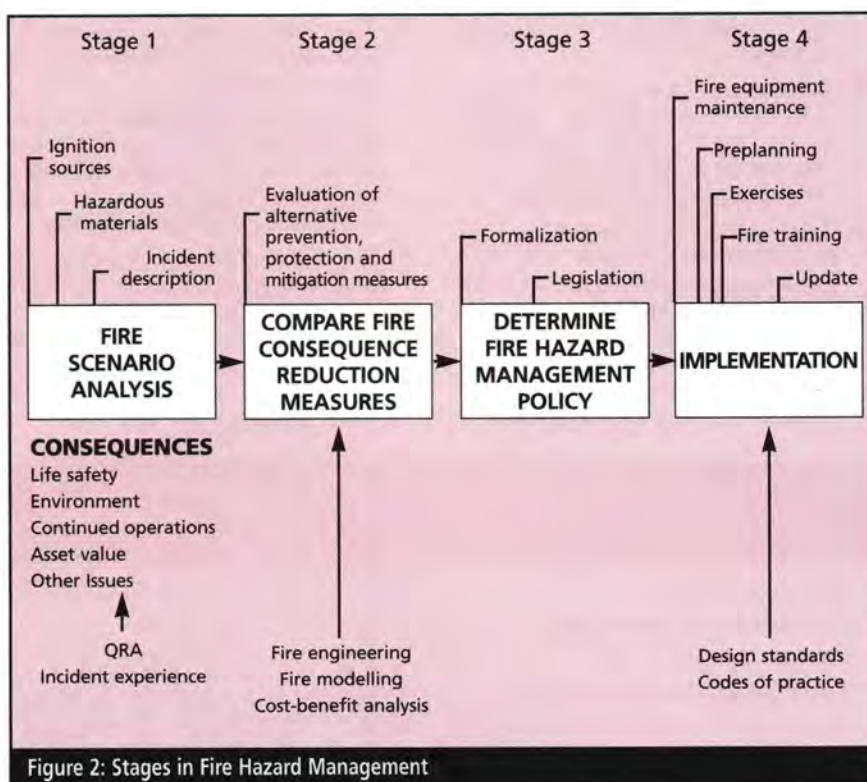 Stage 1
Stage 2
Stage 3
Stage 4
Ignition
sources
Hazardous
materials
Incident
description
FIRE
SCENARIO
ANALYSIS
CONSEQUENCES
Life safety
Environment
Continued operations
Asset value
Other Issues
QRA
Incident experience
Evaluation of
alternative
prevention,
protection and
mitigation measures
COMPARE FIRE
CONSEQUENCE
REDUCTION
MEASURES
Fire engineering
Fire modelling
Cost-benefit analysis
Formalization
Legislation
DETERMINE
FIRE HAZARD
MANAGEMENT
POLICY
Fire equipment
maintenance
Preplanning
Exercises
Fire training
Update
IMPLEMENTATION
Design standards
Codes of practice
Figure 2: Stages in Fire Hazard Management